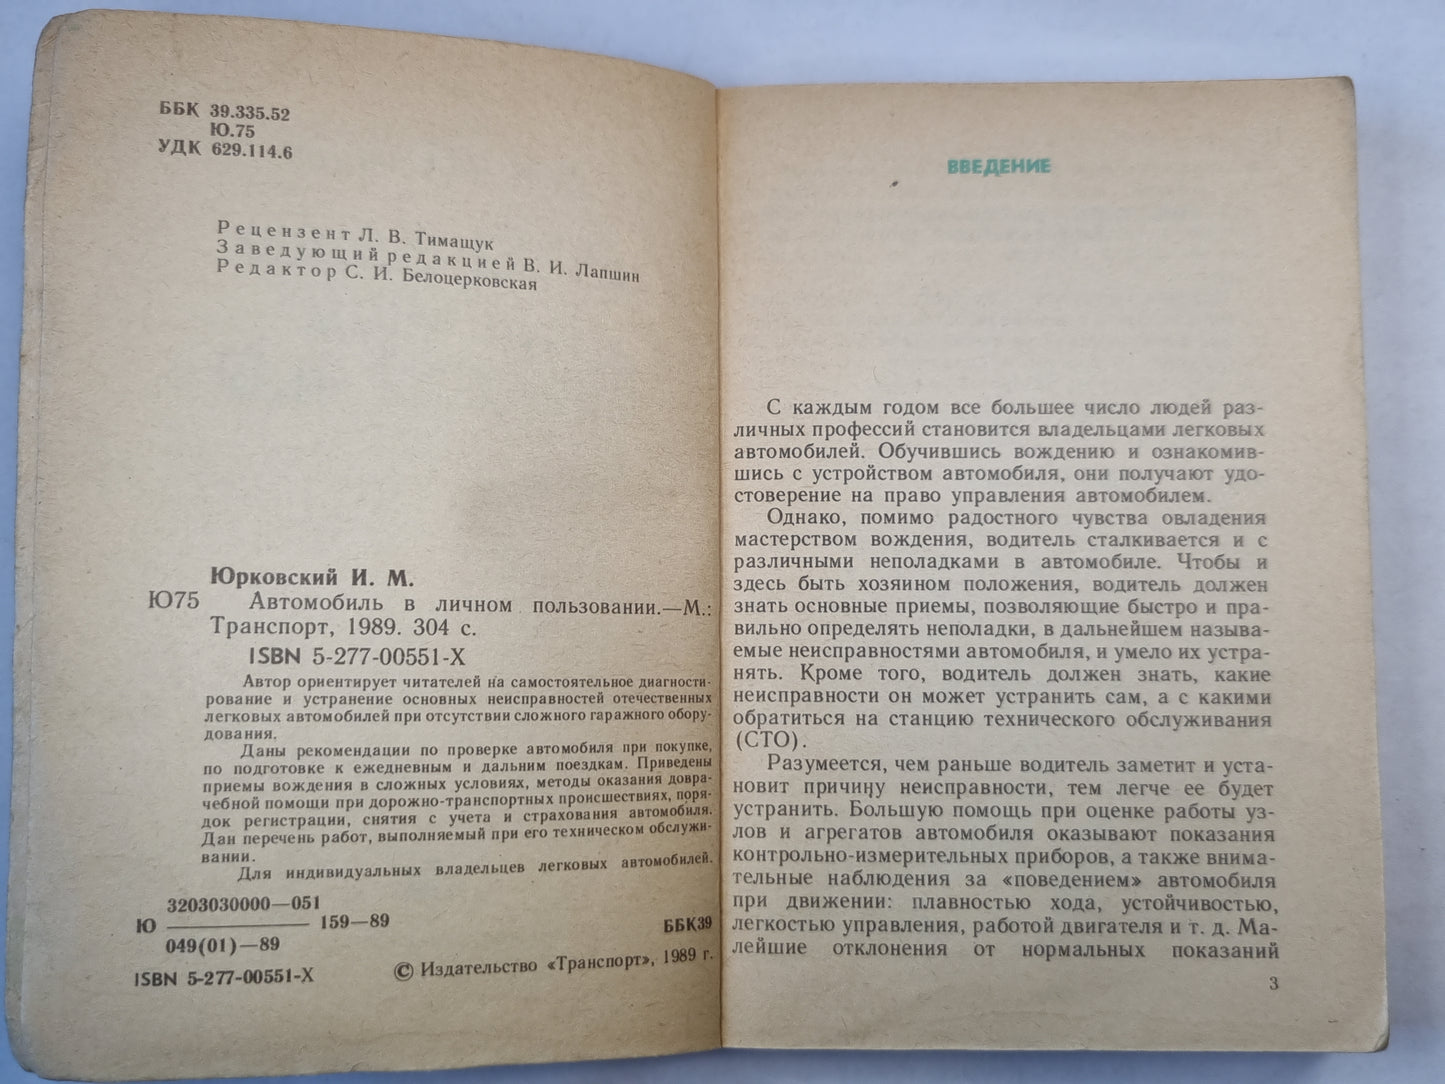 ББК 39.335.52
Ю.75
УДК 629.114.6
Рецензент Л. В. Тимащук
Заведующий редакцией В. И. Лапшин
Редактор С. И. Белоцерковская
Юрковский И. М.
Ю75 Автомобиль в личном пользовании.—М.:
Транспорт, 1989. 304 с.
ISBN 5-277-00551-X
Автор ориентирует читателей на самостоятельное диагности-
рование и устранение основных неисправностей отечественных
легковых автомобилей при отсутствии сложного гаражного обору-
дования.
Даны рекомендации по проверке автомобиля при покупке,
по подготовке к ежедневным и дальним поездкам. Приведены
приемы вождения в сложных условиях, методы оказания довра-
чебной помощи при дорожно-транспортных происшествиях, поря-
док регистрации, снятия с учета и страхования автомобиля.
Дан перечень работ, выполняемый при его техническом обслужи-
вании.
Для индивидуальных владельцев легковых автомобилей.
3203030000—051
Ю 159—89
049(01)—89
ББК39
ISBN 5-277-00551-X
© Издательство «Транспорт», 1989 г.
ВВЕДЕНИЕ
С каждым годом все большее число людей раз-
личных профессий становится владельцами легковых
автомобилей. Обучившись вождению и ознакомив-
шись с устройством автомобиля, они получают удо-
стоверение на право управления автомобилем.
Однако, помимо радостного чувства овладения
мастерством вождения, водитель сталкивается и с
различными неполадками в автомобиле. Чтобы и
здесь быть хозяином положения, водитель должен
знать основные приемы, позволяющие быстро и пра-
вильно определять неполадки, в дальнейшем называ-
емые неисправностями автомобиля, и умело их устра-
нять. Кроме того, водитель должен знать, какие
неисправности он может устранить сам, а с какими
обратиться на станцию технического обслуживания
(СТО).
Разумеется, чем раньше водитель заметит и уста-
новит причину неисправности, тем легче ее будет
устранить. Большую помощь при оценке работы уз-
лов и агрегатов автомобиля оказывают показания
контрольно-измерительных приборов, а также внима-
тельные наблюдения за «поведением» автомобиля
при движении: плавностью хода, устойчивостью,
легкостью управления, работой двигателя и т. д. Ма-
лейшие отклонения от нормальных показаний
3